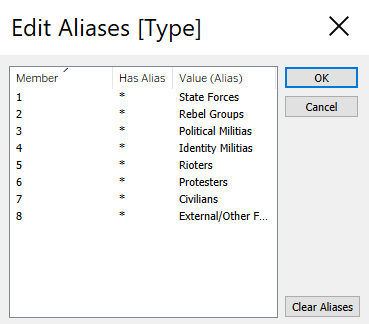 Edit Aliases [Type]
Member Has Alias Value (Alias)
1 * State Forces
2 * Rebel Groups
3 * Political Militias
4 * Identity Militias
5 * Rioters
6 * Protesters
7 * Civilians
8 * External/Other F...
OK
Cancel
Clear Aliases